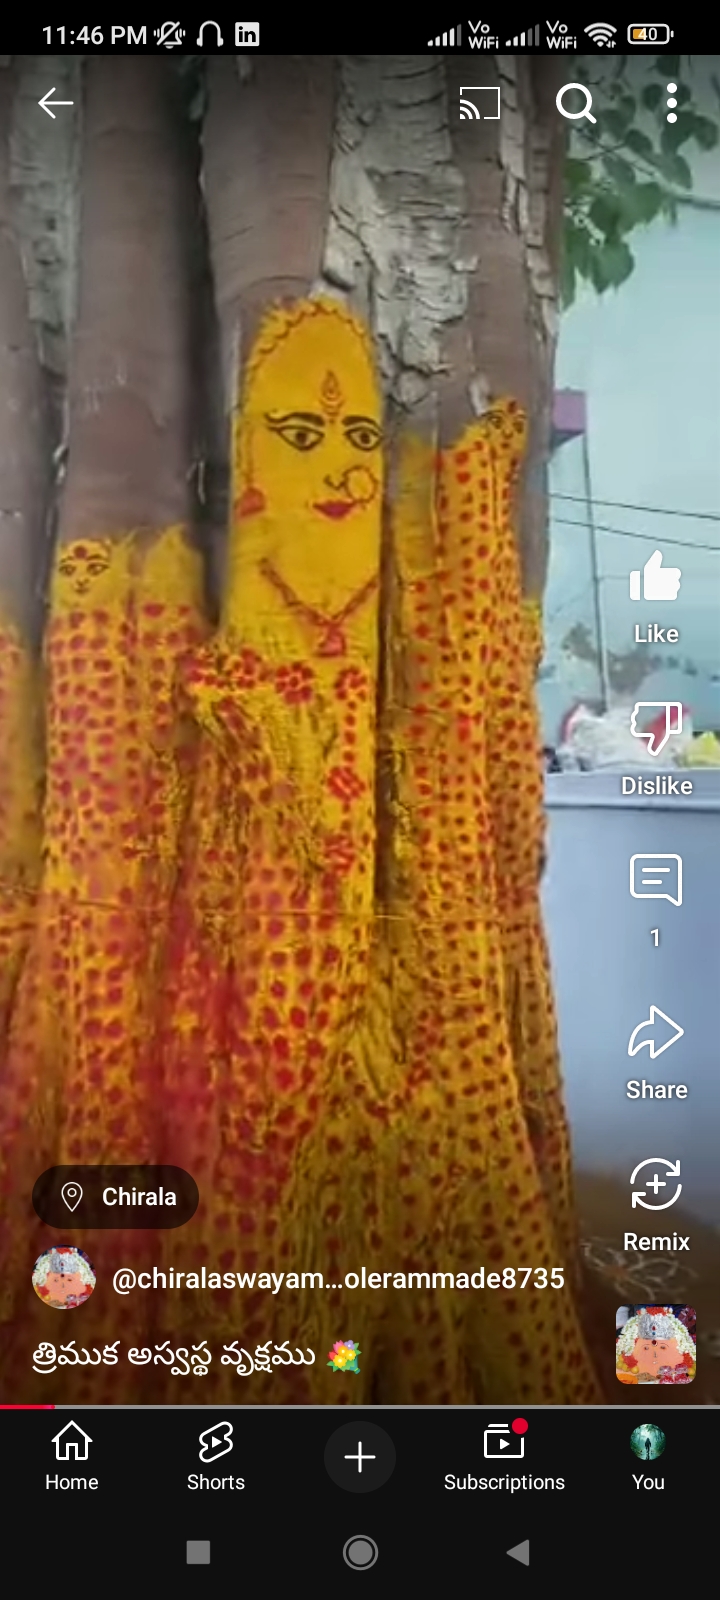 11:46 PM
Vo WiFi
Vo WiFi
40
Like
Dislike
1
Share
Remix
Chirala
@chiralaswayam...olerammade8735
త్రిముక అస్వస్థ వృక్షము
Home
Shorts
Subscriptions
You